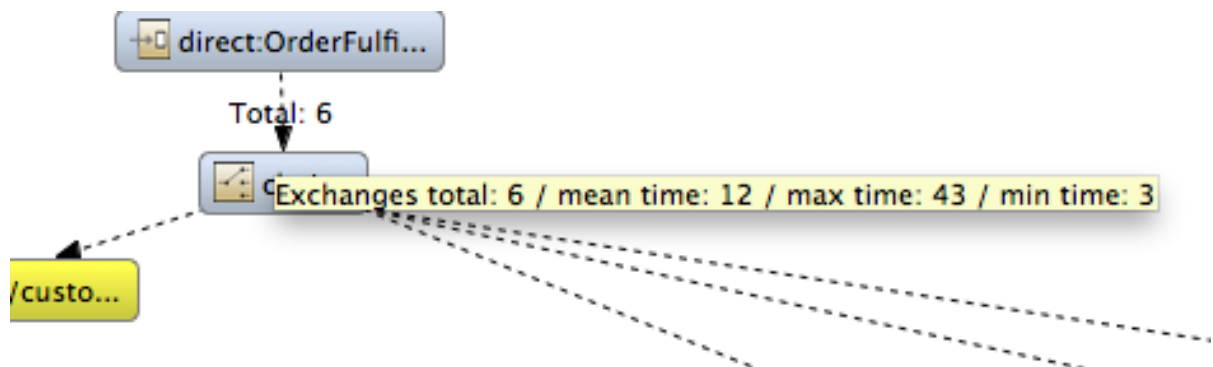 direct:OrderFulfi...
Total: 6
Exchanges total: 6 / mean time: 12 / max time: 43 / min time: 3
/custo...